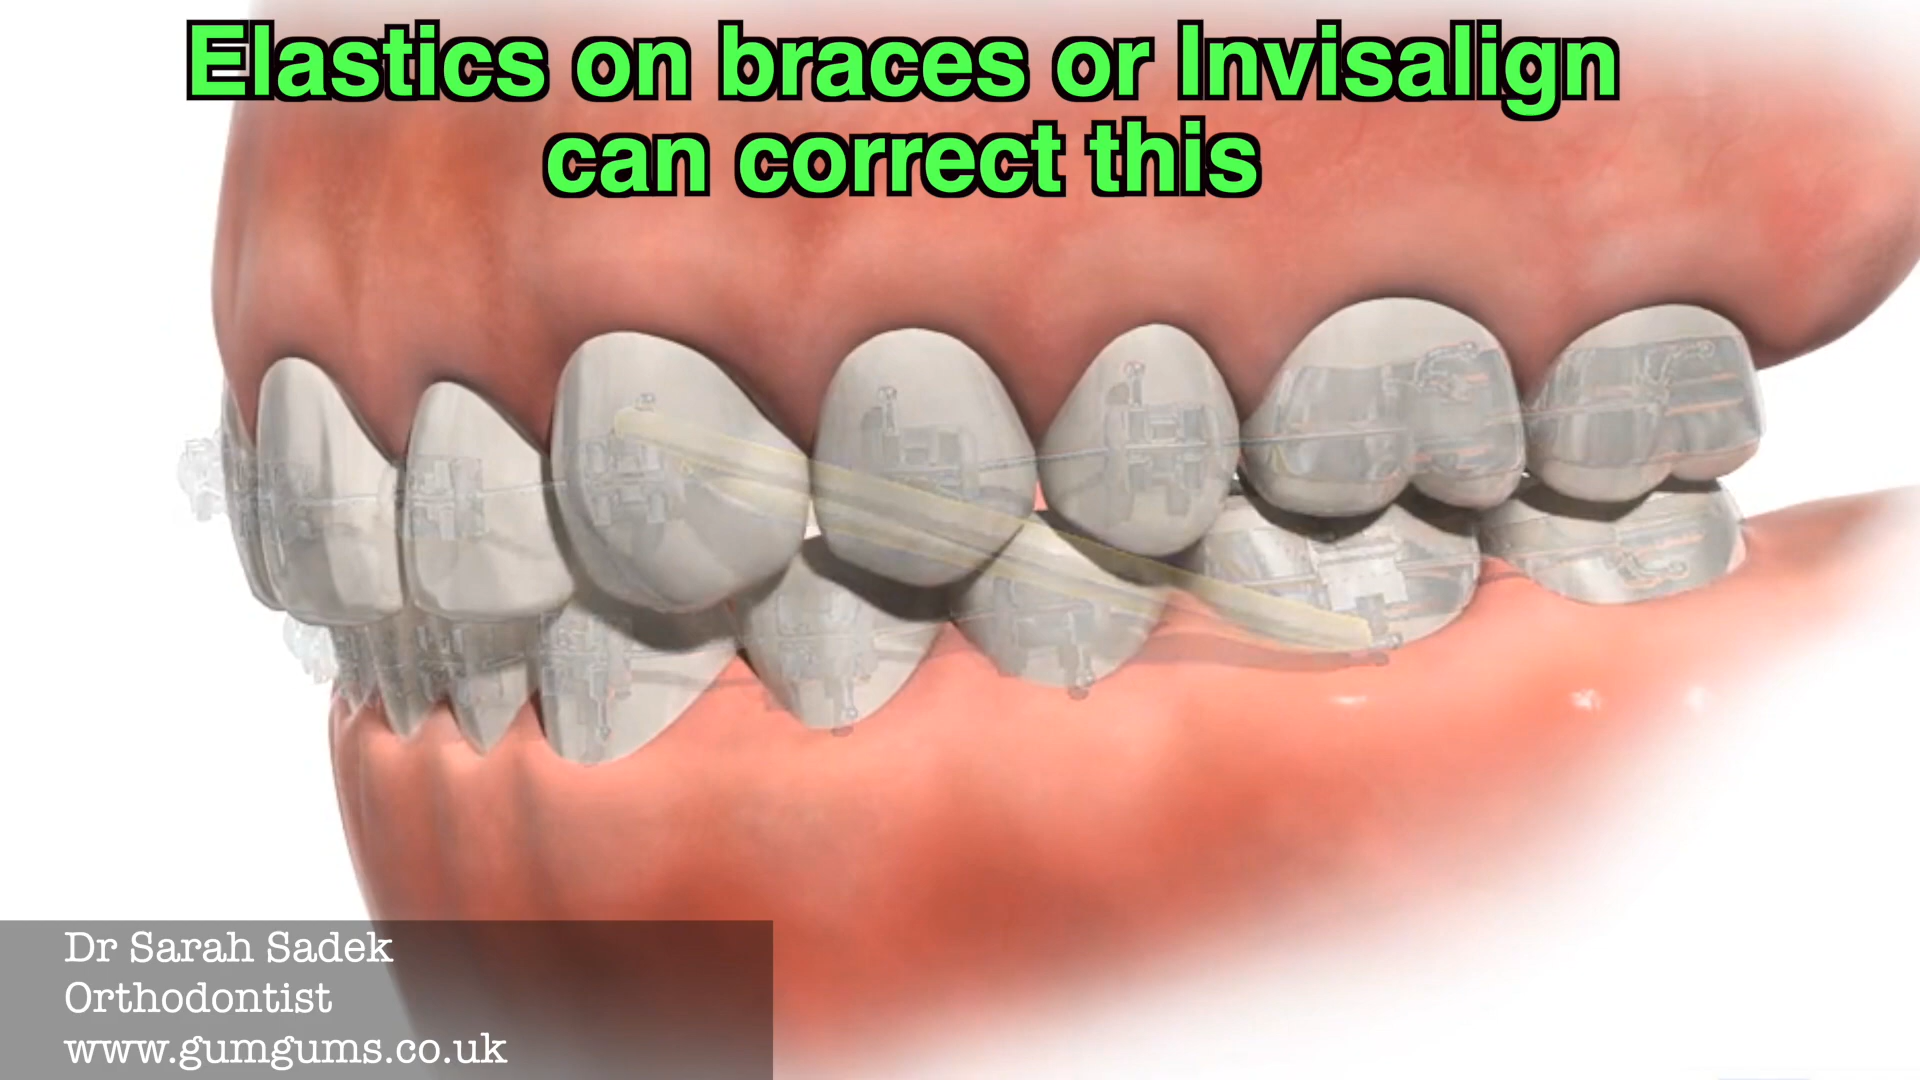 Elastics on braces or Invisalign
can correct this
Dr Sarah Sadek
Orthodontist
www.gumgums.co.uk